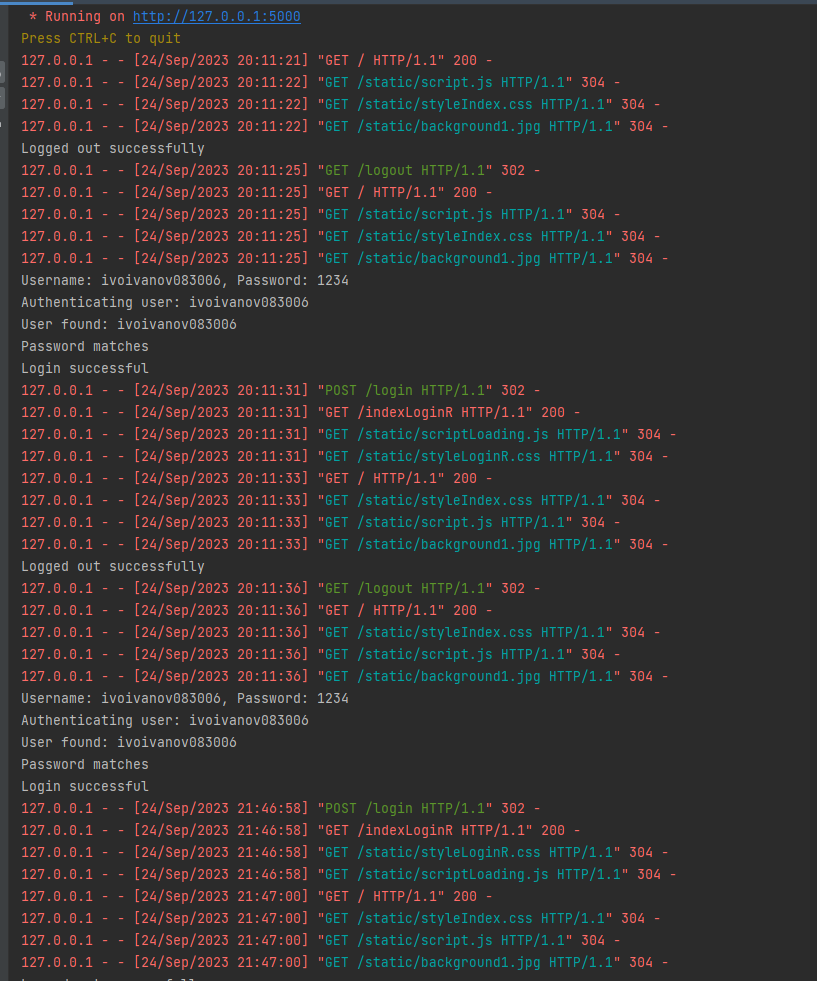 * Running on http://127.0.0.1:5000
Press CTRL+C to quit
127.0.0.1 - - [24/Sep/2023 20:11:21] "GET / HTTP/1.1" 200 -
127.0.0.1 - - [24/Sep/2023 20:11:22] "GET /static/script.js HTTP/1.1" 304 -
127.0.0.1 - - [24/Sep/2023 20:11:22] "GET /static/styleIndex.css HTTP/1.1" 304 -
127.0.0.1 - - [24/Sep/2023 20:11:22] "GET /static/background1.jpg HTTP/1.1" 304 -
Logged out successfully
127.0.0.1 - - [24/Sep/2023 20:11:25] "GET /logout HTTP/1.1" 302 -
127.0.0.1 - - [24/Sep/2023 20:11:25] "GET / HTTP/1.1" 200 -
127.0.0.1 - - [24/Sep/2023 20:11:25] "GET /static/script.js HTTP/1.1" 304 -
127.0.0.1 - - [24/Sep/2023 20:11:25] "GET /static/styleIndex.css HTTP/1.1" 304 -
127.0.0.1 - - [24/Sep/2023 20:11:25] "GET /static/background1.jpg HTTP/1.1" 304 -
Username: ivoivanov083006, Password: 1234
Authenticating user: ivoivanov083006
User found: ivoivanov083006
Password matches
Login successful
127.0.0.1 - - [24/Sep/2023 20:11:31] "POST /login HTTP/1.1" 302 -
127.0.0.1 - - [24/Sep/2023 20:11:31] "GET /indexLoginR HTTP/1.1" 200 -
127.0.0.1 - - [24/Sep/2023 20:11:31] "GET /static/scriptLoading.js HTTP/1.1" 304 -
127.0.0.1 - - [24/Sep/2023 20:11:31] "GET /static/styleLoginR.css HTTP/1.1" 304 -
127.0.0.1 - - [24/Sep/2023 20:11:33] "GET / HTTP/1.1" 200 -
127.0.0.1 - - [24/Sep/2023 20:11:33] "GET /static/styleIndex.css HTTP/1.1" 304 -
127.0.0.1 - - [24/Sep/2023 20:11:33] "GET /static/script.js HTTP/1.1" 304 -
127.0.0.1 - - [24/Sep/2023 20:11:33] "GET /static/background1.jpg HTTP/1.1" 304 -
Logged out successfully
127.0.0.1 - - [24/Sep/2023 20:11:36] "GET /logout HTTP/1.1" 302 -
127.0.0.1 - - [24/Sep/2023 20:11:36] "GET / HTTP/1.1" 200 -
127.0.0.1 - - [24/Sep/2023 20:11:36] "GET /static/styleIndex.css HTTP/1.1" 304 -
127.0.0.1 - - [24/Sep/2023 20:11:36] "GET /static/script.js HTTP/1.1" 304 -
127.0.0.1 - - [24/Sep/2023 20:11:36] "GET /static/background1.jpg HTTP/1.1" 304 -
Username: ivoivanov083006, Password: 1234
Authenticating user: ivoivanov083006
User found: ivoivanov083006
Password matches
Login successful
127.0.0.1 - - [24/Sep/2023 21:46:58] "POST /login HTTP/1.1" 302 -
127.0.0.1 - - [24/Sep/2023 21:46:58] "GET /indexLoginR HTTP/1.1" 200 -
127.0.0.1 - - [24/Sep/2023 21:46:58] "GET /static/styleLoginR.css HTTP/1.1" 304 -
127.0.0.1 - - [24/Sep/2023 21:46:58] "GET /static/scriptLoading.js HTTP/1.1" 304 -
127.0.0.1 - - [24/Sep/2023 21:47:00] "GET / HTTP/1.1" 200 -
127.0.0.1 - - [24/Sep/2023 21:47:00] "GET /static/styleIndex.css HTTP/1.1" 304 -
127.0.0.1 - - [24/Sep/2023 21:47:00] "GET /static/script.js HTTP/1.1" 304 -
127.0.0.1 - - [24/Sep/2023 21:47:00] "GET /static/background1.jpg HTTP/1.1" 304 -